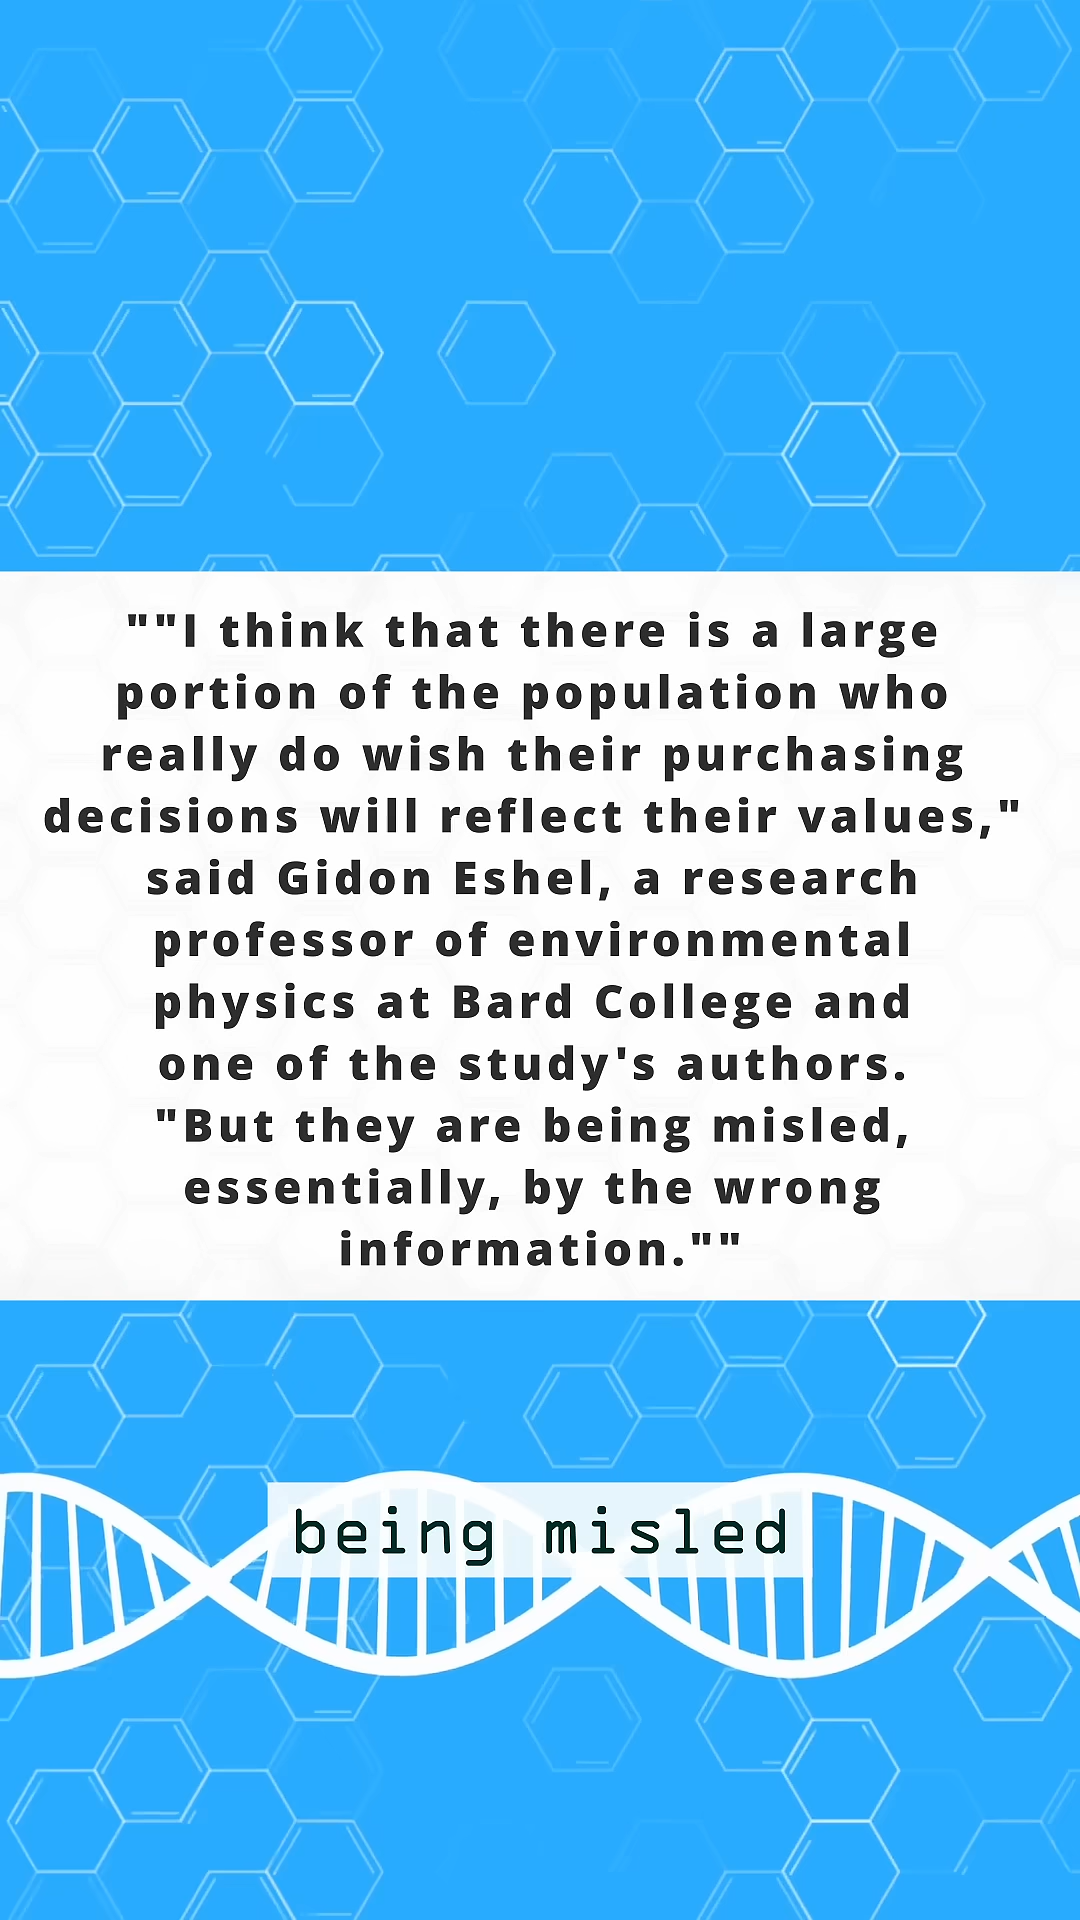 ""I think that there is a large
portion of the population who
really do wish their purchasing
decisions will reflect their values,"
said Gidon Eshel, a research
professor of environmental
physics at Bard College and
one of the study's authors.
"But they are being misled,
essentially, by the wrong
information.""
being misled